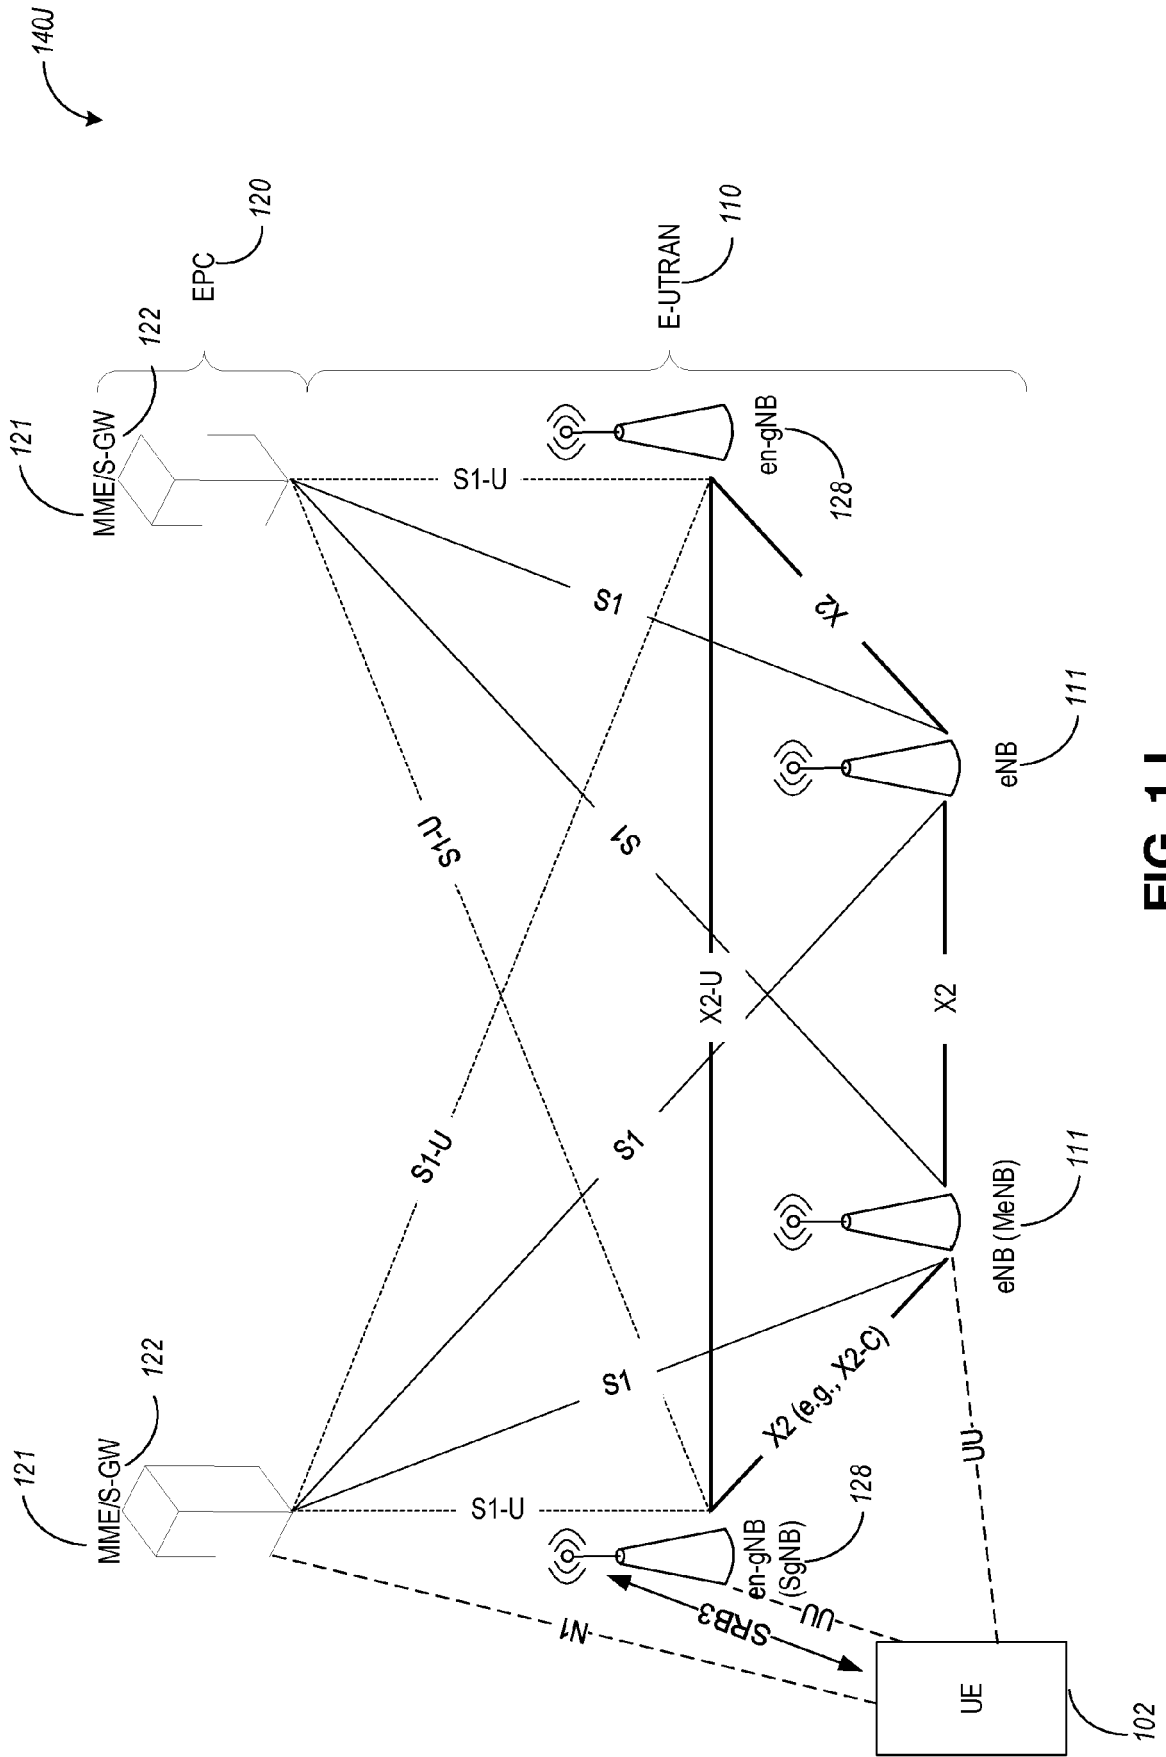 140J
121
121
MME/S-GW
MME/S-GW
122
122
EPC
120
S1-U
S1-U
S1-U
S1-U
N1
S1
S1
S1
S1
E-UTRAN
110
X2-U
SRB3
en-gNB
(SgNB)
en-gNB
UU
X2 (e.g., X2-C)
X2
128
128
UE
UU
X2
eNB (MeNB)
eNB
111
111
102